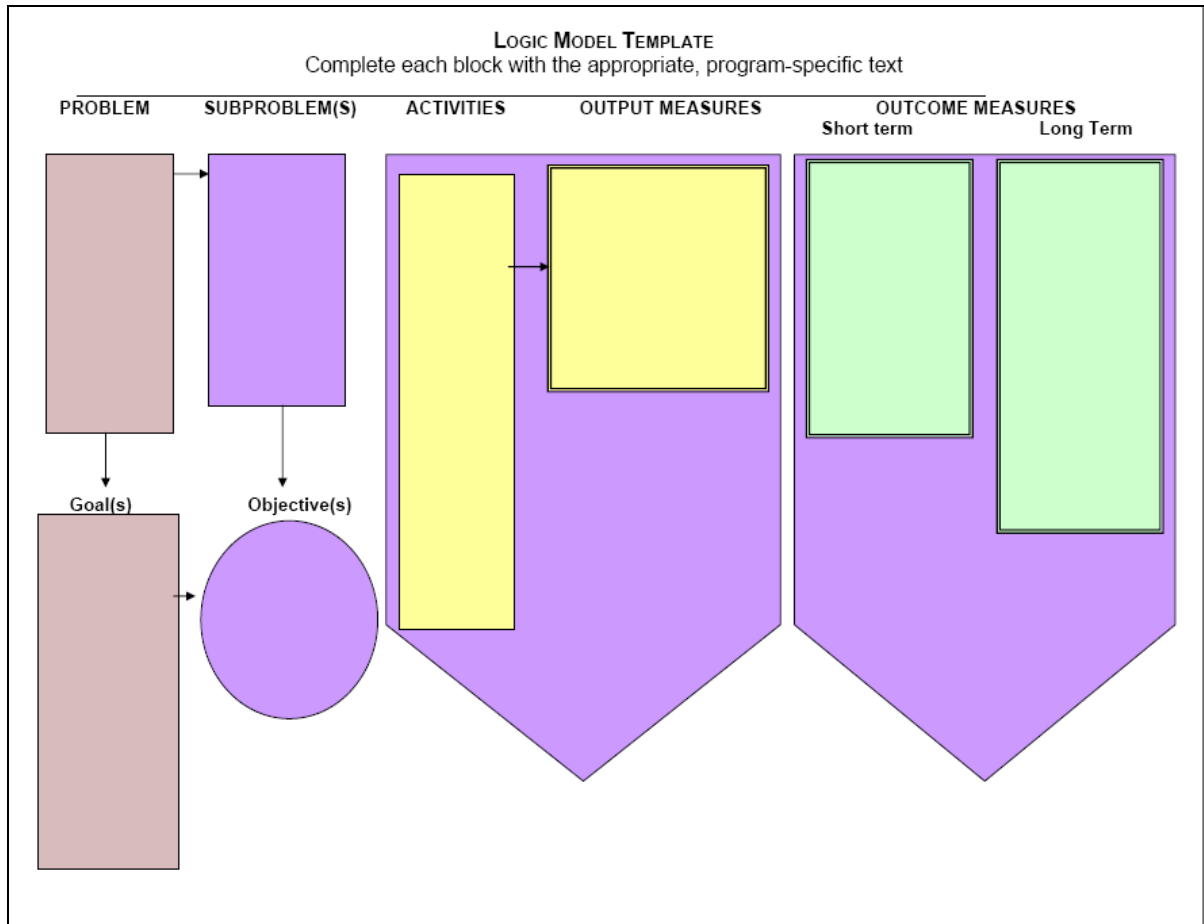 LOGIC MODEL TEMPLATE
Complete each block with the appropriate, program-specific text
PROBLEM SUBPROBLEM(S) ACTIVITIES OUTPUT MEASURES OUTCOME MEASURES
Short term Long Term
Goal(s) Objective(s)